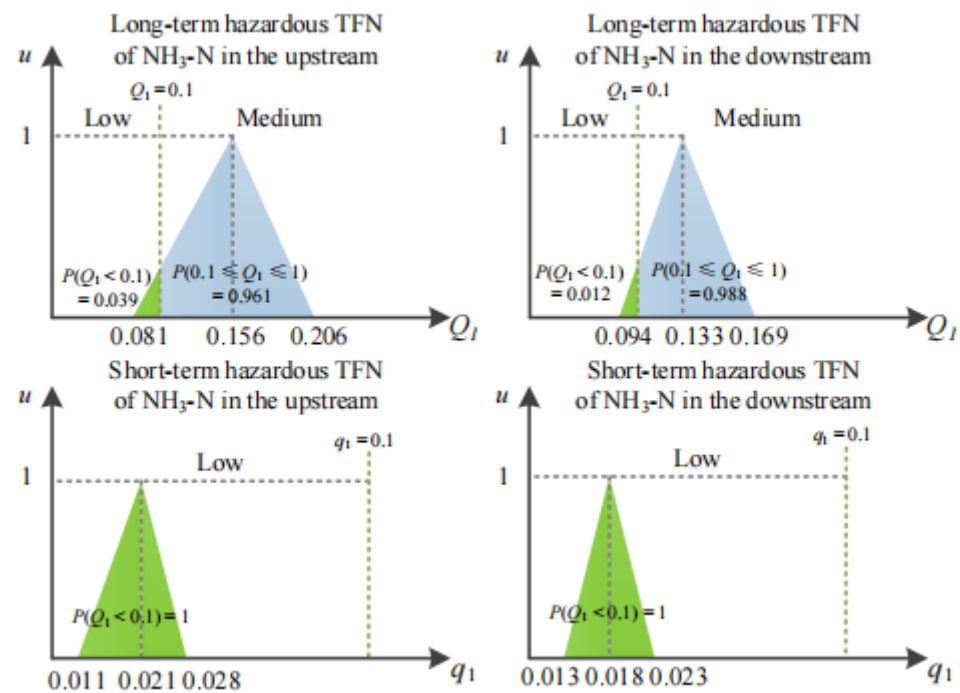 Long-term hazardous TFN
of NH₃-N in the upstream
u
Q₁ = 0.1
Low
Medium
1
P(Q₁ < 0.1)
= 0.039
P(0.1 ⩽ Q₁ ⩽ 1)
= 0.961
0.081
0.156
0.206
Q₁
Long-term hazardous TFN
of NH₃-N in the downstream
u
Q₁ = 0.1
Low
Medium
1
P(Q₁ < 0.1)
= 0.012
P(0.1 ⩽ Q₁ ⩽ 1)
=0.988
0.094
0.133
0.169
Q₁
Short-term hazardous TFN
of NH₃-N in the upstream
u
q₁ = 0.1
Low
1
P(Q₁ < 0.1) = 1
0.011
0.021
0.028
q₁
Short-term hazardous TFN
of NH₃-N in the downstream
u
q₁ = 0.1
Low
1
P(Q₁ < 0.1) = 1
0.013
0.018
0.023
q₁